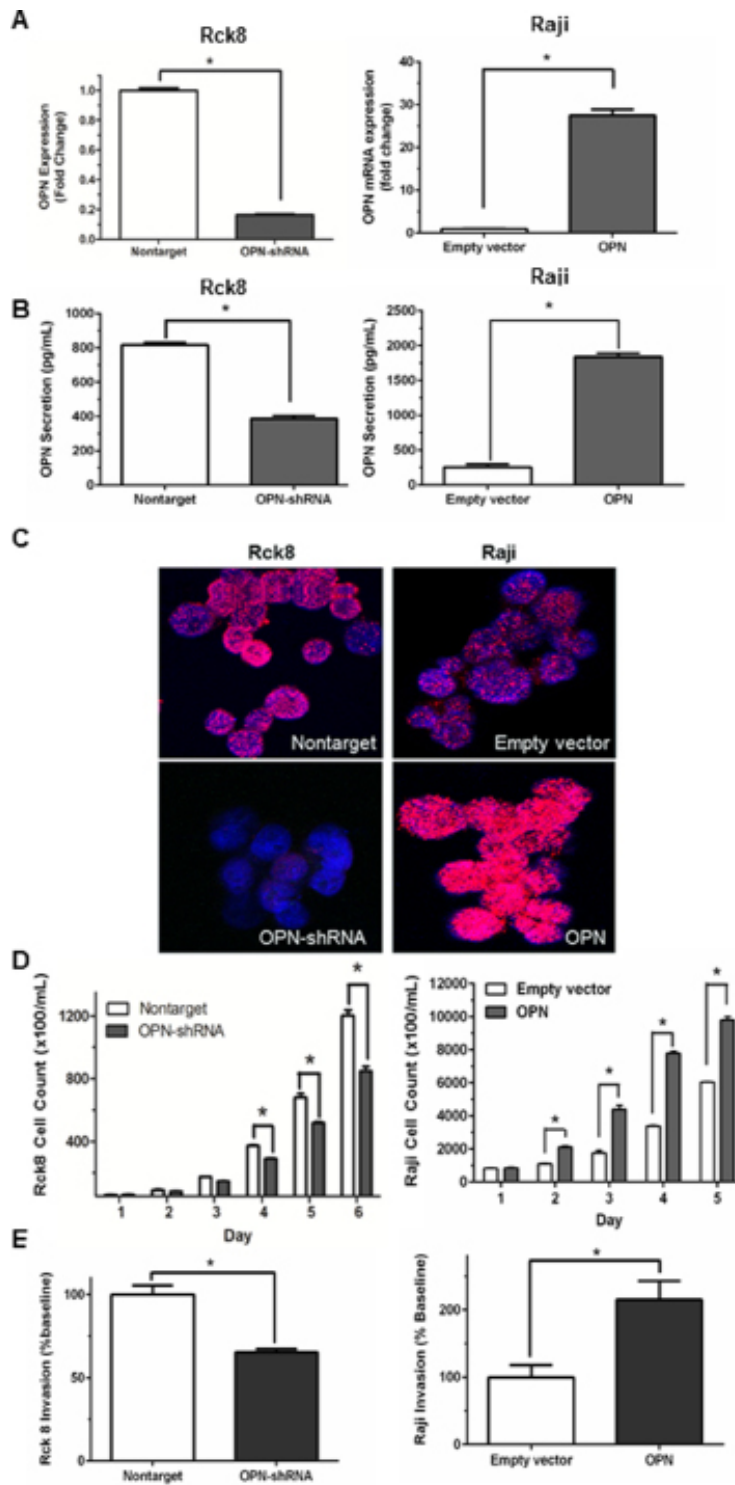 A
Rck8
Raji
*
*
OPN Expression
(Fold Change)
1.0
0.8
0.6
0.4
0.2
0.0
Nontarget
OPN-shRNA
OPN mRNA expression
(fold change)
40
30
20
10
0
Empty vector
OPN
B
Rck8
Raji
*
*
OPN Secretion (pg/mL)
1000
800
600
400
200
0
Nontarget
OPN-shRNA
OPN Secretion (pg/mL)
2500
2000
1500
1000
500
0
Empty vector
OPN
C
Rck8
Raji
Nontarget
Empty vector
OPN-shRNA
OPN
D
Rck8 Cell Count (x100/mL)
1200
800
400
Nontarget
OPN-shRNA
*
*
*
1 2 3 4 5 6
Day
Raji Cell Count (x100/mL)
12000
10000
8000
6000
4000
2000
0
Empty vector
OPN
*
*
*
*
1 2 3 4 5
Day
E
Rck 8 Invasion (%baseline)
100
50
0
*
Nontarget
OPN-shRNA
Raji Invasion (% Baseline)
200
100
0
*
Empty vector
OPN